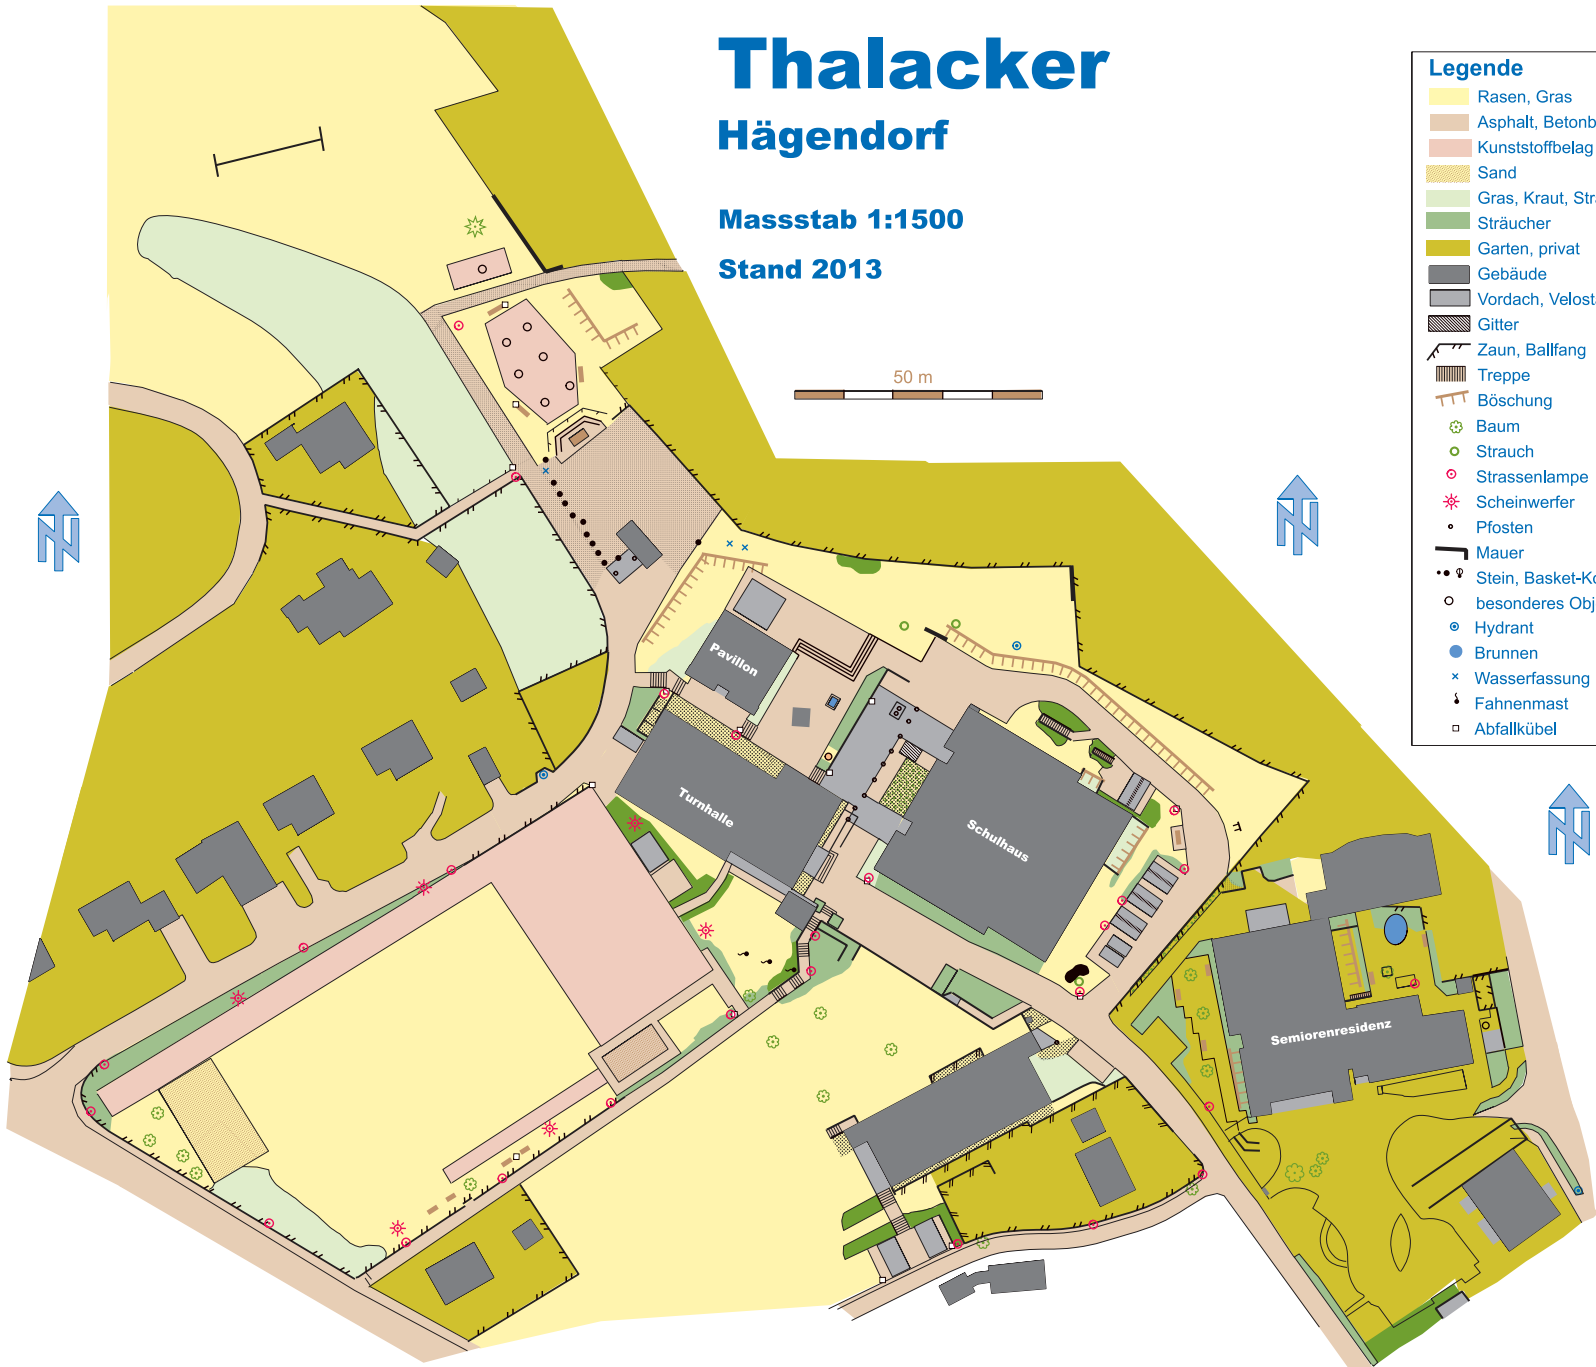 Thalacker
Hägendorf
Massstab 1:1500
Stand 2013
50 m
Legende
Rasen, Gras
Asphalt, Betonb
Kunststoffbelag
Sand
Gras, Kraut, Str
Sträucher
Garten, privat
Gebäude
Vordach, Velost
Gitter
Zaun, Ballfang
Treppe
Böschung
Baum
Strauch
Strassenlampe
Scheinwerfer
Pfosten
Mauer
Stein, Basket-Ko
besonderes Obj
Hydrant
Brunnen
Wasserfassung
Fahnenmast
Abfallkübel
Pavillon
Turnhalle
Schulhaus
Semiorenresidenz
N
N
N